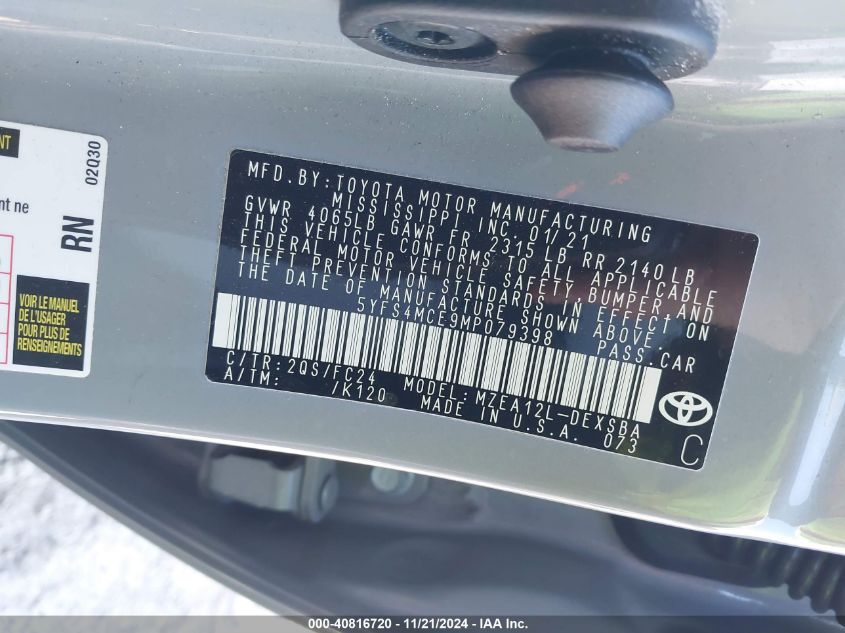 NT
t ne
RN
02Q30
VOIR LE MANUEL
DE L'USAGER
POUR PLUS DE
RENSEIGNEMENTS
MFD.BY:TOYOTA MOTOR MANUFACTURING
MISSISSIPPI, INC. 01/21
GVWR 4065LB GAWR FR 2315 LB RR 2140LB
THIS VEHICLE CONFORMS TO ALL APPLICABLE
FEDERAL MOTOR VEHICLE SAFETY, BUMPER, AND
THEFT PREVENTION STANDARDS IN EFFECT ON
THE DATE OF MANUFACTURE SHOWN ABOVE.
5YFS4MCE9MP079398 PASS.CAR
C/TR:2QS/FC24 MODEL:MZEA12L-DEXSBA
A/TM: /K120 MADE IN U.S.A. 073
C
000-40816720 - 11/21/2024 - IAA Inc.